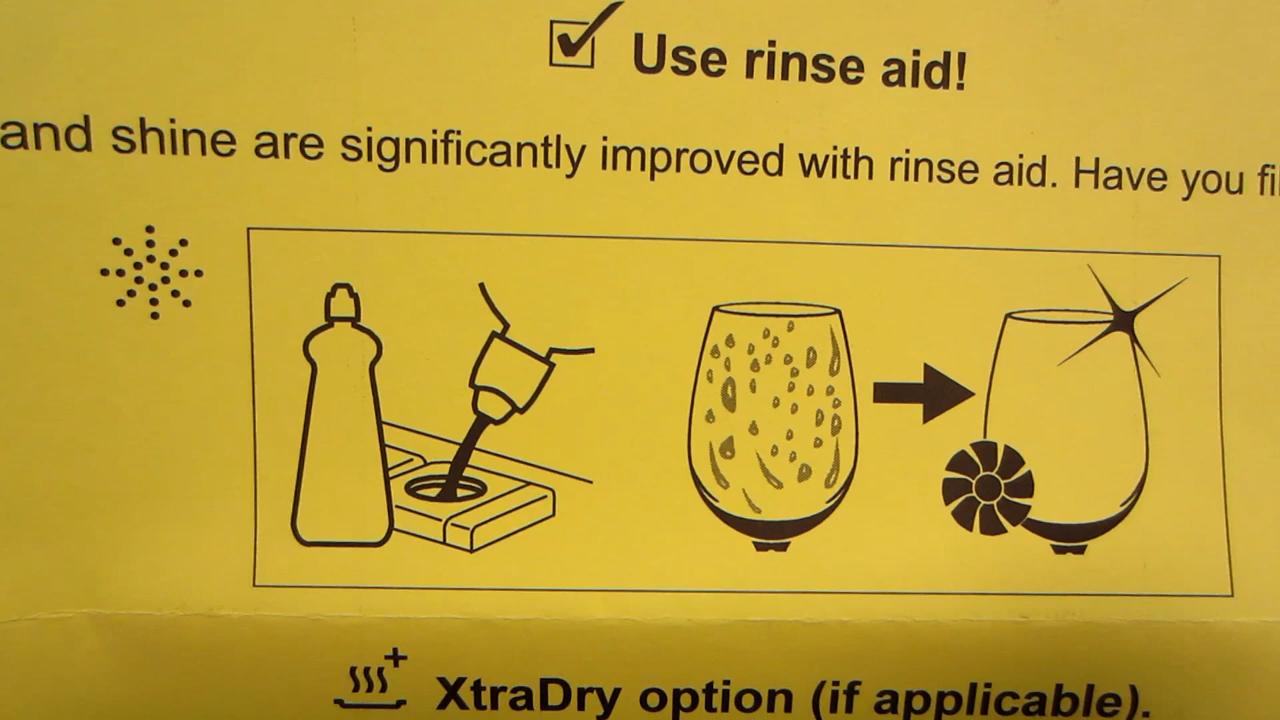 Use rinse aid!
and shine are significantly improved with rinse aid. Have you
XtraDry option (if applicable).